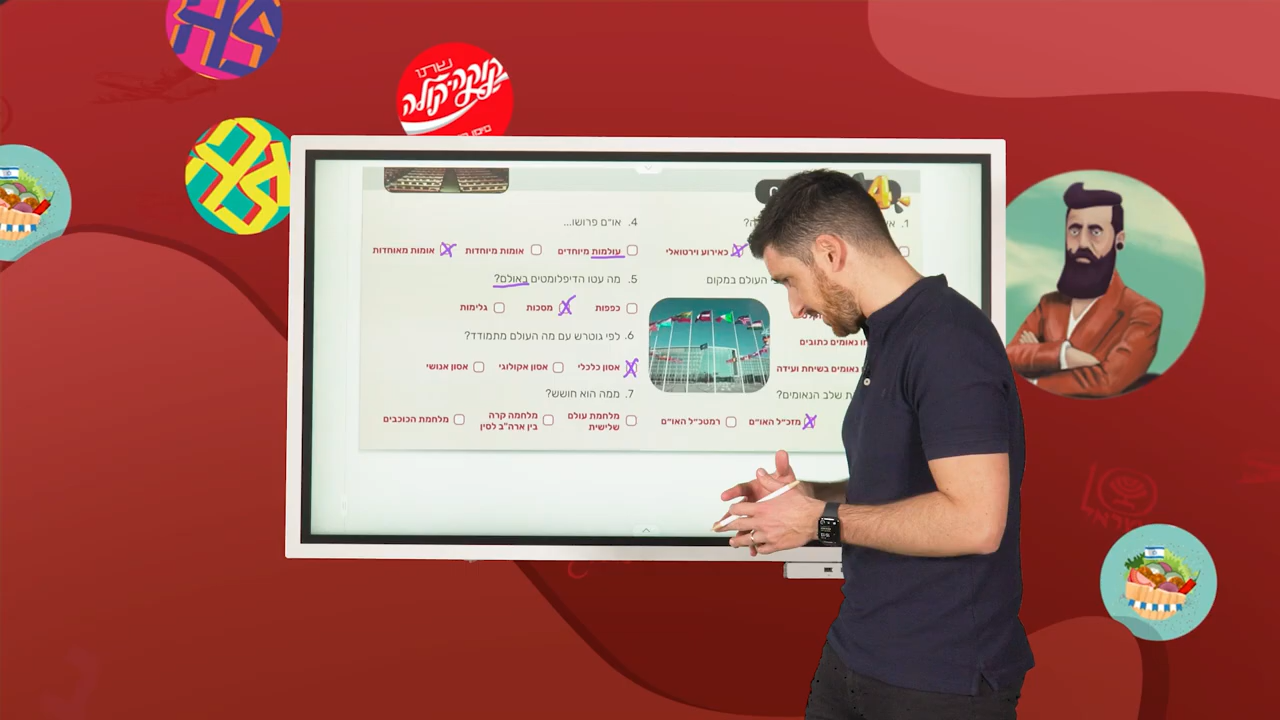 נשרנו
קוקה-קולה
4. או״ם פרושו...
עולמות מיוחדים
אומות מיוחדות
אומות מאוחדות
5. מה עטו הדיפלומטים באולם?
כפפות
מסכות
גלימות
6. לפי גוטרש עם מה העולם מתמודד?
אסון כלכלי
אסון אקולוגי
אסון אנושי
7. ממה הוא חושש?
מלחמת עולם
שלישית
מלחמה קרה
בין ארה"ב לסין
מלחמת הכוכבים
1.
כאירוע וירטואלי
העולם במקום
נאומים כתובים
נאומים בשיחת ועידה
שלב הנאומים?
מזכ״ל האו״ם
רמטכ״ל האו״ם